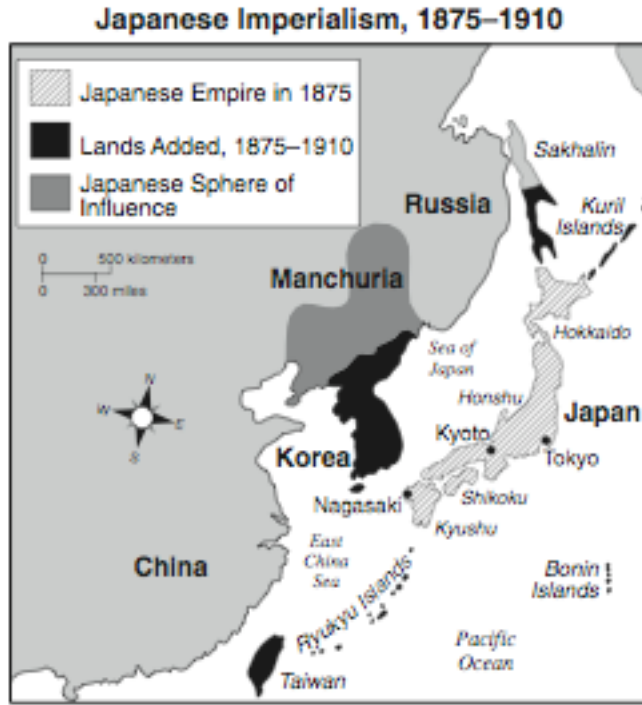 Japanese Imperialism, 1875–1910
Japanese Empire in 1875
Lands Added, 1875–1910
Japanese Sphere of
Influence
Sakhalin
Kuril
Islands
Russia
0 500 kilometers
0 300 miles
Manchuria
Hokkaido
Sea of
Japan
N
W E
S
Honshu
Japan
Kyoto
Tokyo
Korea
Nagasaki
Shikoku
Kyushu
East
China
Sea
China
Ryukyu Islands*
Bonin
Islands
Pacific
Ocean
Taiwan